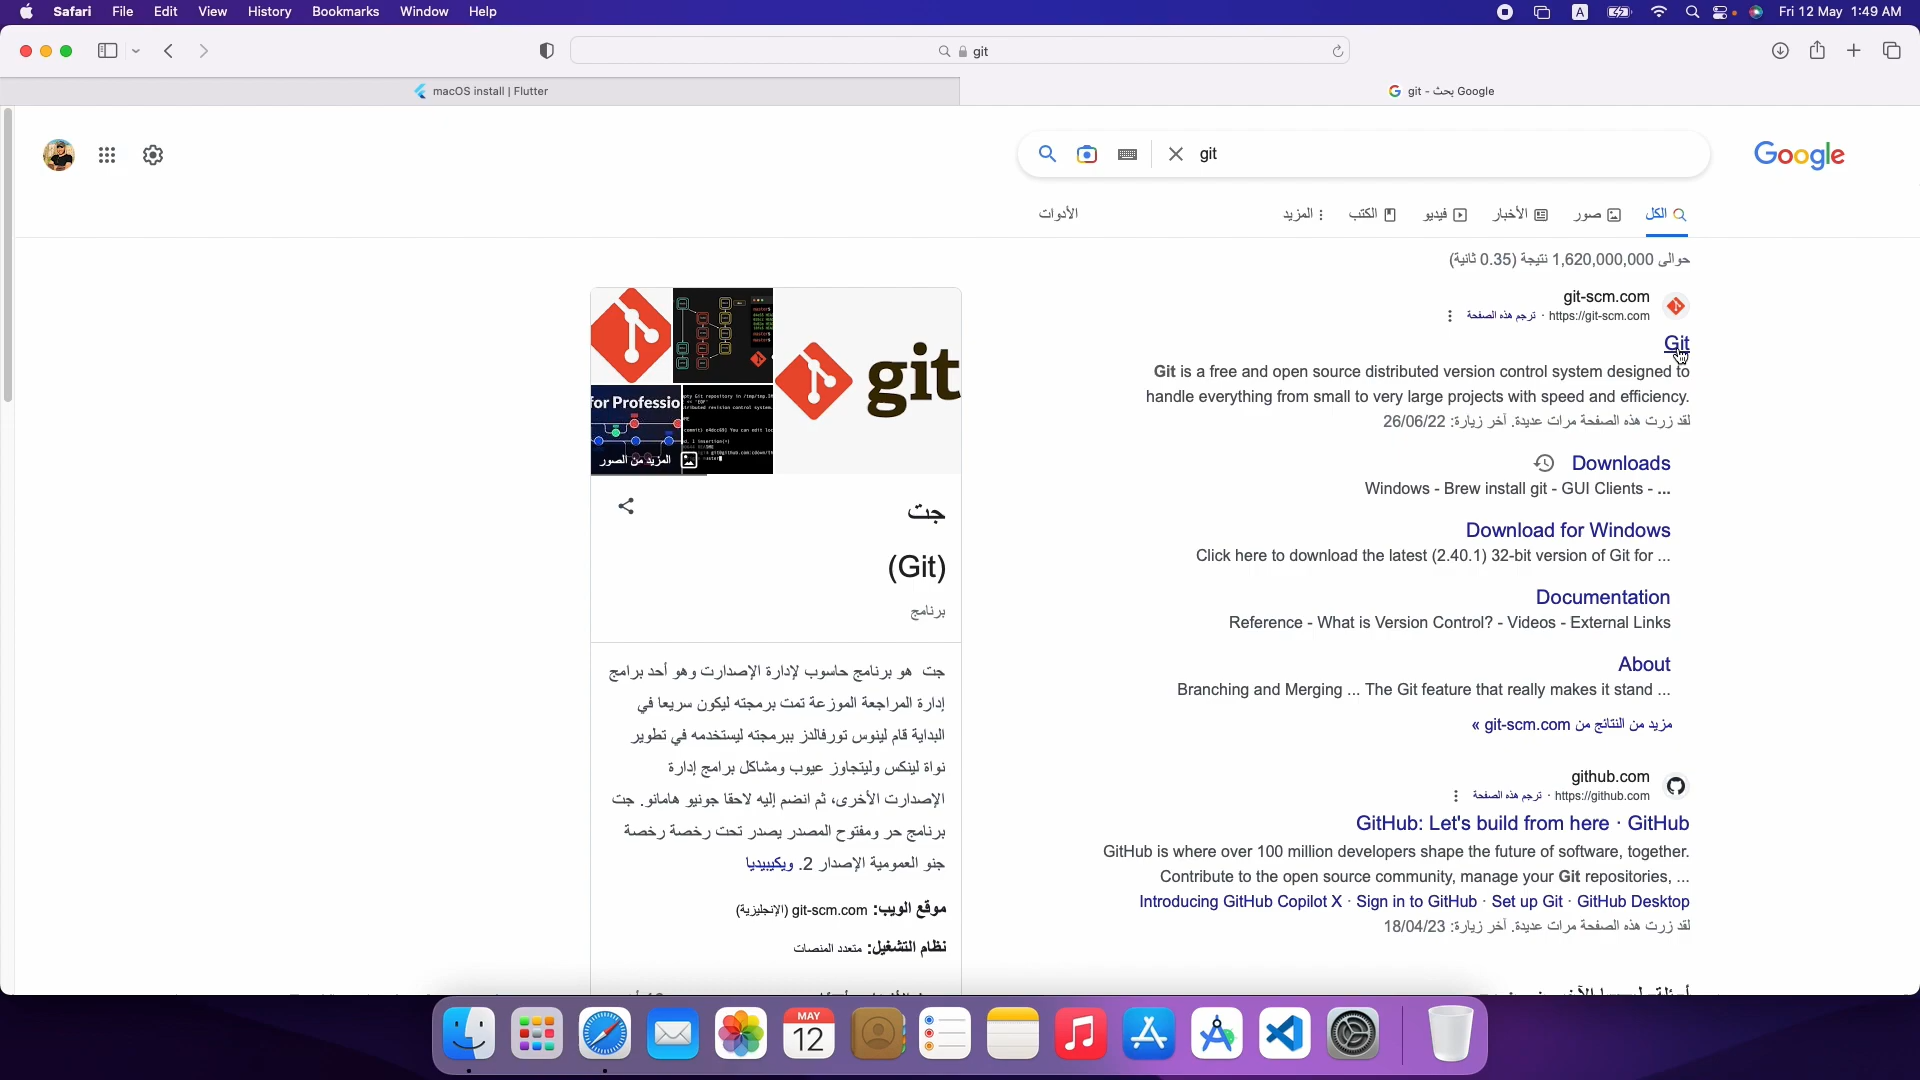 Safari File Edit View History Bookmarks Window Help
A Fri 12 May 1:49 AM
git
macOS install | Flutter
git - بحث Google
git
Google
الكل صور الأخبار فيديو الكتب المزيد الأدوات
حوالى 1,620,000,000 نتيجة (0.35 ثانية)
git-scm.com
https://git-scm.com · ترجم هذه الصفحة
Git
Git is a free and open source distributed version control system designed to
handle everything from small to very large projects with speed and efficiency.
لقد زرت هذه الصفحة مرات عديدة. آخر زيارة: 26/06/22
Downloads
Windows - Brew install git - GUI Clients - ...
Download for Windows
Click here to download the latest (2.40.1) 32-bit version of Git for ...
Documentation
Reference - What is Version Control? - Videos - External Links
About
Branching and Merging ... The Git feature that really makes it stand ...
مزيد من النتائج من git-scm.com »
github.com
https://github.com · ترجم هذه الصفحة
GitHub: Let's build from here · GitHub
GitHub is where over 100 million developers shape the future of software, together.
Contribute to the open source community, manage your Git repositories, ...
Introducing GitHub Copilot X · Sign in to GitHub · Set up Git · GitHub Desktop
لقد زرت هذه الصفحة مرات عديدة. آخر زيارة: 18/04/23
git
for Professio
المزيد من الصور
جت
(Git)
برنامج
جت هو برنامج حاسوب لإدارة الإصدارت وهو أحد برامج
إدارة المراجعة الموزعة تمت برمجته ليكون سريعا في
البداية قام لينوس تورفالدز ببرمجته ليستخدمه في تطوير
نواة لينكس وليتجاوز عيوب ومشاكل برامج إدارة
الإصدارت الأخرى، ثم انضم إليه لاحقا جونيو هامانو. جت
برنامج حر ومفتوح المصدر يصدر تحت رخصة رخصة
جنو العمومية الإصدار 2. ويكيبيديا
موقع الويب: git-scm.com (الإنجليزية)
نظام التشغيل: متعدد المنصات
MAY
12